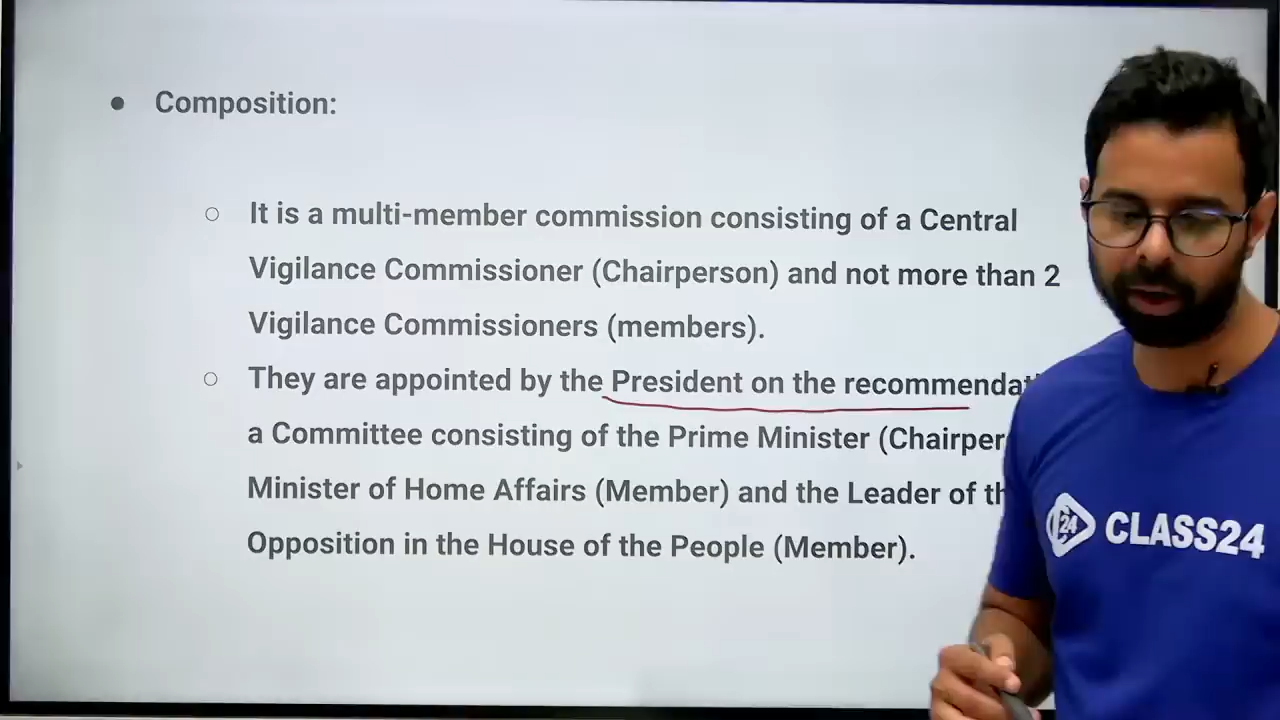 Composition:
It is a multi-member commission consisting of a Central
Vigilance Commissioner (Chairperson) and not more than 2
Vigilance Commissioners (members).
They are appointed by the President on the
a Committee consisting of the Prime Minister
Minister of Home Affairs (Member) and the Leader of
Opposition in the House of the People (Member).
24
CLASS24